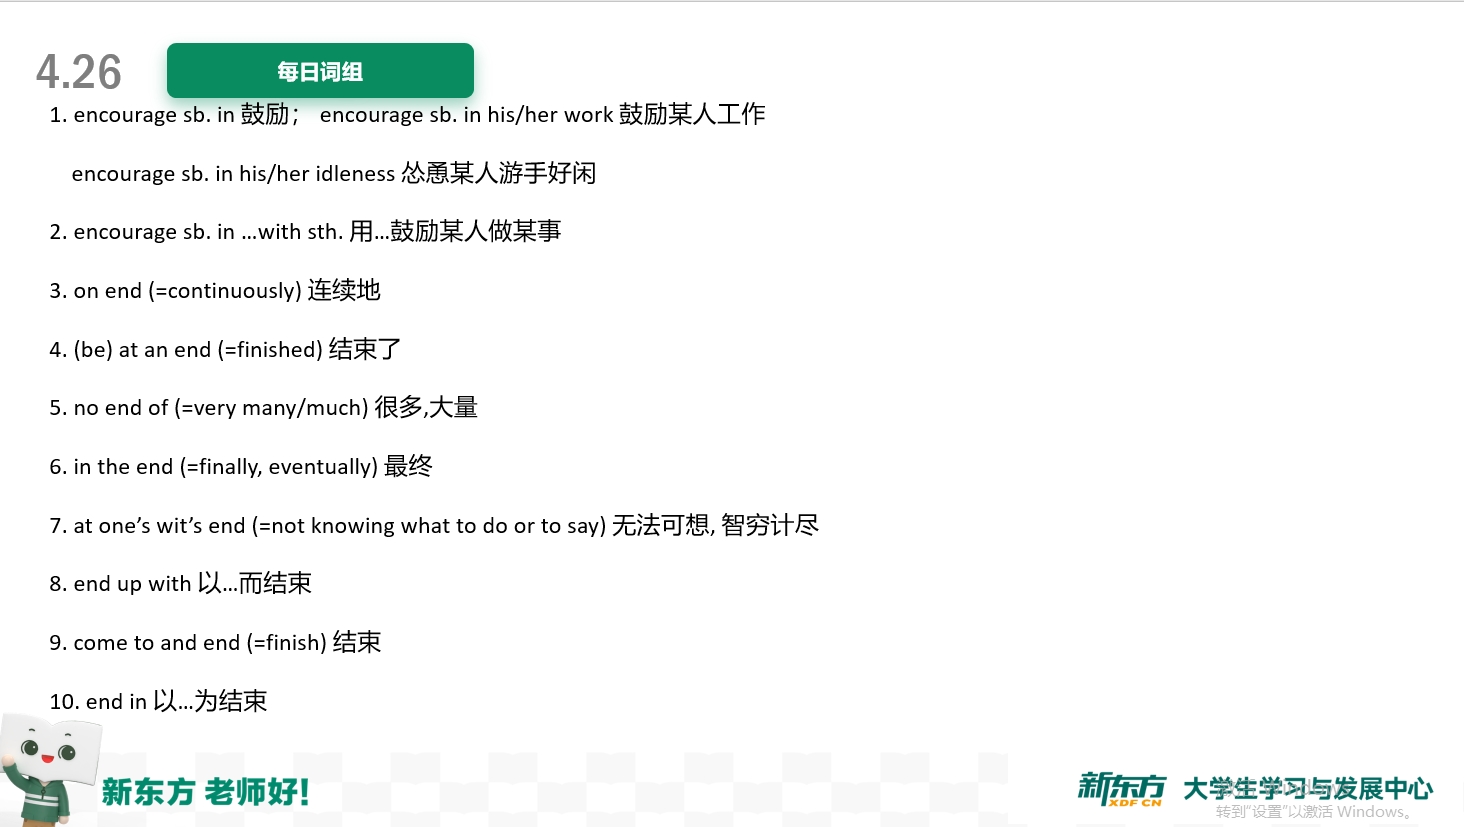 4.26
每日词组
1. encourage sb. in 鼓励； encourage sb. in his/her work 鼓励某人工作
encourage sb. in his/her idleness 怂恿某人游手好闲
2. encourage sb. in …with sth. 用…鼓励某人做某事
3. on end (=continuously) 连续地
4. (be) at an end (=finished) 结束了
5. no end of (=very many/much) 很多,大量
6. in the end (=finally, eventually) 最终
7. at one’s wit’s end (=not knowing what to do or to say) 无法可想, 智穷计尽
8. end up with 以…而结束
9. come to and end (=finish) 结束
10. end in 以…为结束
新东方 老师好!
新东方 XDF.CN 大学生学习与发展中心
激活 Windows
转到"设置"以激活 Windows。